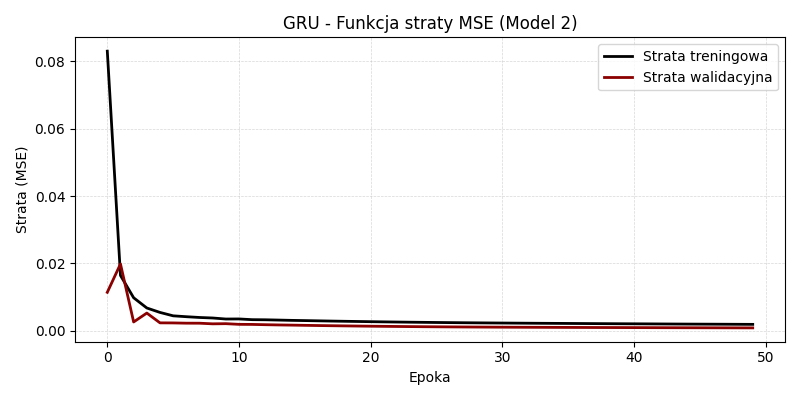 GRU - Funkcja straty MSE (Model 2)
Strata treningowa
Strata walidacyjna
Strata (MSE)
0.08
0.06
0.04
0.02
0.00
0 10 20 30 40 50
Epoka